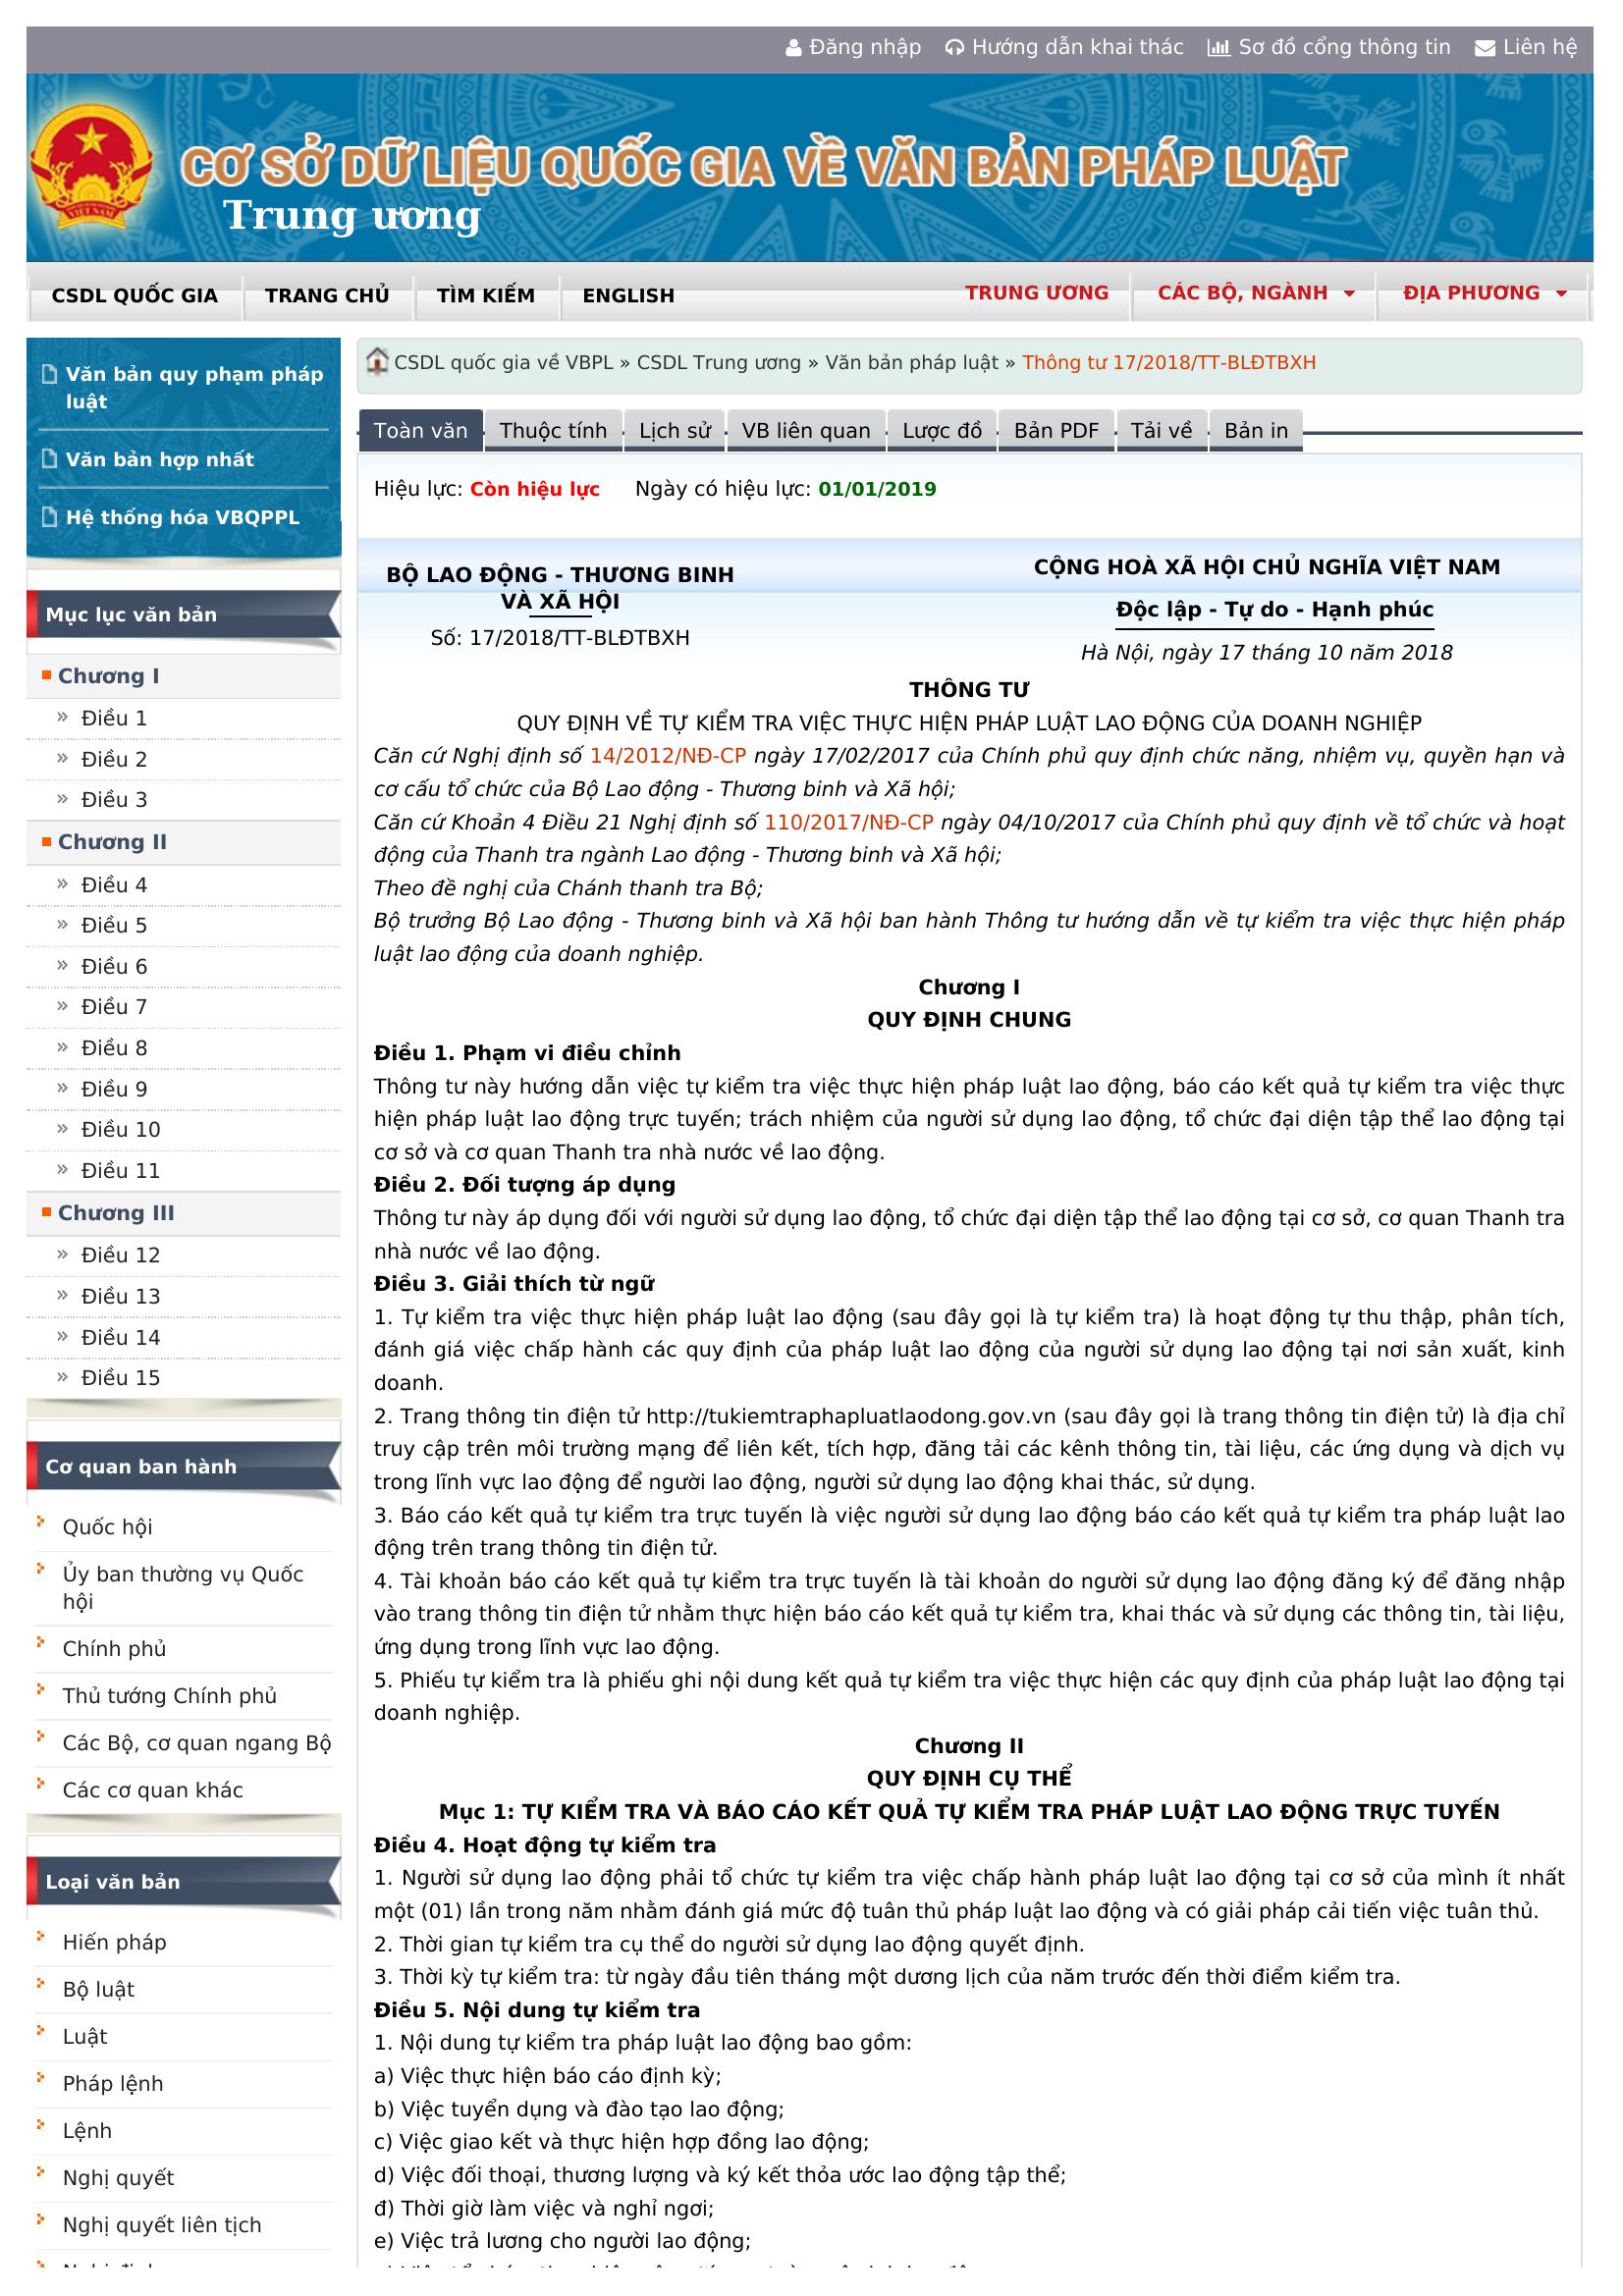 Đăng nhập Hướng dẫn khai thác Sơ đồ cổng thông tin Liên hệ
CƠ SỞ DỮ LIỆU QUỐC GIA VỀ VĂN BẢN PHÁP LUẬT
Trung ương
CSDL QUỐC GIA TRANG CHỦ TÌM KIẾM ENGLISH TRUNG ƯƠNG CÁC BỘ, NGÀNH ĐỊA PHƯƠNG
Văn bản quy phạm pháp
luật
Văn bản hợp nhất
Hệ thống hóa VBQPPL
Mục lục văn bản
Chương I
» Điều 1
» Điều 2
» Điều 3
Chương II
» Điều 4
» Điều 5
» Điều 6
» Điều 7
» Điều 8
» Điều 9
» Điều 10
» Điều 11
Chương III
» Điều 12
» Điều 13
» Điều 14
» Điều 15
Cơ quan ban hành
Quốc hội
Ủy ban thường vụ Quốc
hội
Chính phủ
Thủ tướng Chính phủ
Các Bộ, cơ quan ngang Bộ
Các cơ quan khác
Loại văn bản
Hiến pháp
Bộ luật
Luật
Pháp lệnh
Lệnh
Nghị quyết
Nghị quyết liên tịch
CSDL quốc gia về VBPL » CSDL Trung ương » Văn bản pháp luật » Thông tư 17/2018/TT-BLĐTBXH
Toàn văn Thuộc tính Lịch sử VB liên quan Lược đồ Bản PDF Tải về Bản in
Hiệu lực: Còn hiệu lực Ngày có hiệu lực: 01/01/2019
BỘ LAO ĐỘNG - THƯƠNG BINH
VÀ XÃ HỘI
Số: 17/2018/TT-BLĐTBXH
CỘNG HOÀ XÃ HỘI CHỦ NGHĨA VIỆT NAM
Độc lập - Tự do - Hạnh phúc
Hà Nội, ngày 17 tháng 10 năm 2018
THÔNG TƯ
QUY ĐỊNH VỀ TỰ KIỂM TRA VIỆC THỰC HIỆN PHÁP LUẬT LAO ĐỘNG CỦA DOANH NGHIỆP
Căn cứ Nghị định số 14/2012/NĐ-CP ngày 17/02/2017 của Chính phủ quy định chức năng, nhiệm vụ, quyền hạn và
cơ cấu tổ chức của Bộ Lao động - Thương binh và Xã hội;
Căn cứ Khoản 4 Điều 21 Nghị định số 110/2017/NĐ-CP ngày 04/10/2017 của Chính phủ quy định về tổ chức và hoạt
động của Thanh tra ngành Lao động - Thương binh và Xã hội;
Theo đề nghị của Chánh thanh tra Bộ;
Bộ trưởng Bộ Lao động - Thương binh và Xã hội ban hành Thông tư hướng dẫn về tự kiểm tra việc thực hiện pháp
luật lao động của doanh nghiệp.
Chương I
QUY ĐỊNH CHUNG
Điều 1. Phạm vi điều chỉnh
Thông tư này hướng dẫn việc tự kiểm tra việc thực hiện pháp luật lao động, báo cáo kết quả tự kiểm tra việc thực
hiện pháp luật lao động trực tuyến; trách nhiệm của người sử dụng lao động, tổ chức đại diện tập thể lao động tại
cơ sở và cơ quan Thanh tra nhà nước về lao động.
Điều 2. Đối tượng áp dụng
Thông tư này áp dụng đối với người sử dụng lao động, tổ chức đại diện tập thể lao động tại cơ sở, cơ quan Thanh tra
nhà nước về lao động.
Điều 3. Giải thích từ ngữ
1. Tự kiểm tra việc thực hiện pháp luật lao động (sau đây gọi là tự kiểm tra) là hoạt động tự thu thập, phân tích,
đánh giá việc chấp hành các quy định của pháp luật lao động của người sử dụng lao động tại nơi sản xuất, kinh
doanh.
2. Trang thông tin điện tử http://tukiemtraphapluatlaodong.gov.vn (sau đây gọi là trang thông tin điện tử) là địa chỉ
truy cập trên môi trường mạng để liên kết, tích hợp, đăng tải các kênh thông tin, tài liệu, các ứng dụng và dịch vụ
trong lĩnh vực lao động để người lao động, người sử dụng lao động khai thác, sử dụng.
3. Báo cáo kết quả tự kiểm tra trực tuyến là việc người sử dụng lao động báo cáo kết quả tự kiểm tra pháp luật lao
động trên trang thông tin điện tử.
4. Tài khoản báo cáo kết quả tự kiểm tra trực tuyến là tài khoản do người sử dụng lao động đăng ký để đăng nhập
vào trang thông tin điện tử nhằm thực hiện báo cáo kết quả tự kiểm tra, khai thác và sử dụng các thông tin, tài liệu,
ứng dụng trong lĩnh vực lao động.
5. Phiếu tự kiểm tra là phiếu ghi nội dung kết quả tự kiểm tra việc thực hiện các quy định của pháp luật lao động tại
doanh nghiệp.
Chương II
QUY ĐỊNH CỤ THỂ
Mục 1: TỰ KIỂM TRA VÀ BÁO CÁO KẾT QUẢ TỰ KIỂM TRA PHÁP LUẬT LAO ĐỘNG TRỰC TUYẾN
Điều 4. Hoạt động tự kiểm tra
1. Người sử dụng lao động phải tổ chức tự kiểm tra việc chấp hành pháp luật lao động tại cơ sở của mình ít nhất
một (01) lần trong năm nhằm đánh giá mức độ tuân thủ pháp luật lao động và có giải pháp cải tiến việc tuân thủ.
2. Thời gian tự kiểm tra cụ thể do người sử dụng lao động quyết định.
3. Thời kỳ tự kiểm tra: từ ngày đầu tiên tháng một dương lịch của năm trước đến thời điểm kiểm tra.
Điều 5. Nội dung tự kiểm tra
1. Nội dung tự kiểm tra pháp luật lao động bao gồm:
a) Việc thực hiện báo cáo định kỳ;
b) Việc tuyển dụng và đào tạo lao động;
c) Việc giao kết và thực hiện hợp đồng lao động;
d) Việc đối thoại, thương lượng và ký kết thỏa ước lao động tập thể;
đ) Thời giờ làm việc và nghỉ ngơi;
e) Việc trả lương cho người lao động;